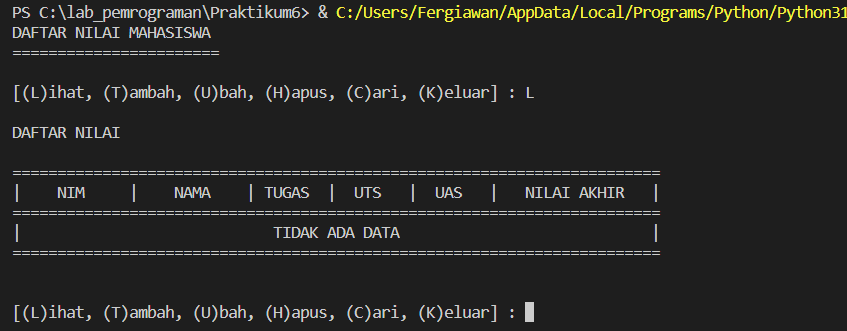 PS C:\lab_pemrograman\Praktikum6> & C:/Users/Fergiawan/AppData/Local/Programs/Python/Python31
DAFTAR NILAI MAHASISWA
=======================
[(L)ihat, (T)ambah, (U)bah, (H)apus, (C)ari, (K)eluar] : L
DAFTAR NILAI
========================================================================
| NIM | NAMA | TUGAS | UTS | UAS | NILAI AKHIR |
========================================================================
| TIDAK ADA DATA |
========================================================================
[(L)ihat, (T)ambah, (U)bah, (H)apus, (C)ari, (K)eluar] :